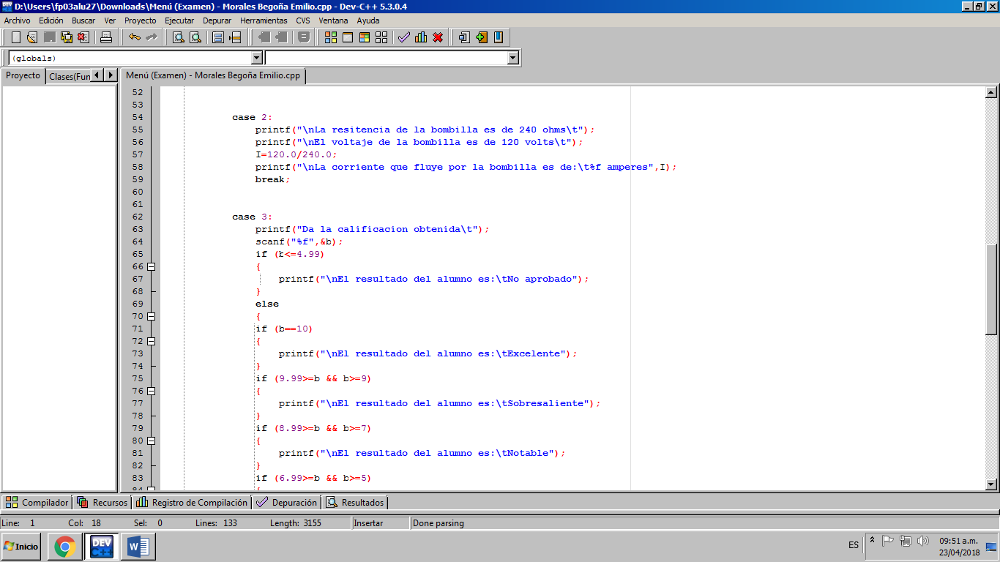 D:\Users\fp03alu27\Downloads\Menú (Examen) - Morales Begoña Emilio.cpp - Dev-C++ 5.3.0.4
Archivo Edición Buscar Ver Proyecto Ejecutar Depurar Herramientas CVS Ventana Ayuda
(globals)
Proyecto Clases(Fun Menú (Examen) - Morales Begoña Emilio.cpp
52
53
54 case 2:
55 printf("\nLa resitencia de la bombilla es de 240 ohms\t");
56 printf("\nEl voltaje de la bombilla es de 120 volts\t");
57 I=120.0/240.0;
58 printf("\nLa corriente que fluye por la bombilla es de:\t%f amperes",I);
59 break;
60
61
62 case 3:
63 printf("Da la calificacion obtenida\t");
64 scanf("%f",&b);
65 if (b<=4.99)
66 {
67 printf("\nEl resultado del alumno es:\tNo aprobado");
68 }
69 else
70 {
71 if (b==10)
72 {
73 printf("\nEl resultado del alumno es:\tExcelente");
74 }
75 if (9.99>=b && b>=9)
76 {
77 printf("\nEl resultado del alumno es:\tSobresaliente");
78 }
79 if (8.99>=b && b>=7)
80 {
81 printf("\nEl resultado del alumno es:\tNotable");
82 }
83 if (6.99>=b && b>=5)
84 {
Compilador Recursos Registro de Compilación Depuración Resultados
Line: 1 Col: 18 Sel: 0 Lines: 133 Length: 3155 Insertar Done parsing
Inicio DEV C++ W ES 09:51 a.m.
23/04/2018